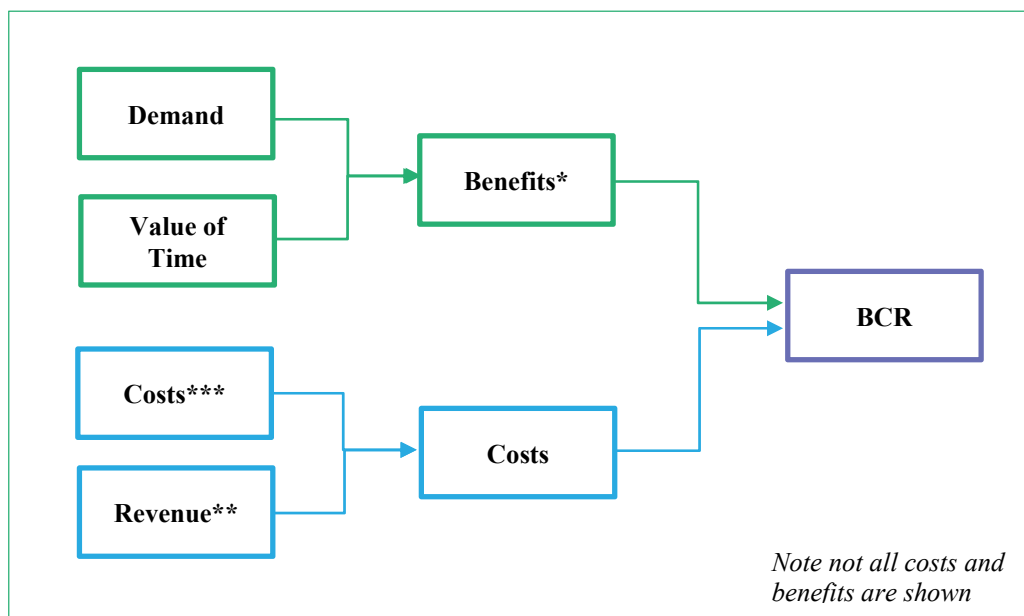 Demand
Value of
Time
Benefits*
BCR
Costs***
Revenue**
Costs
Note not all costs and
benefits are shown